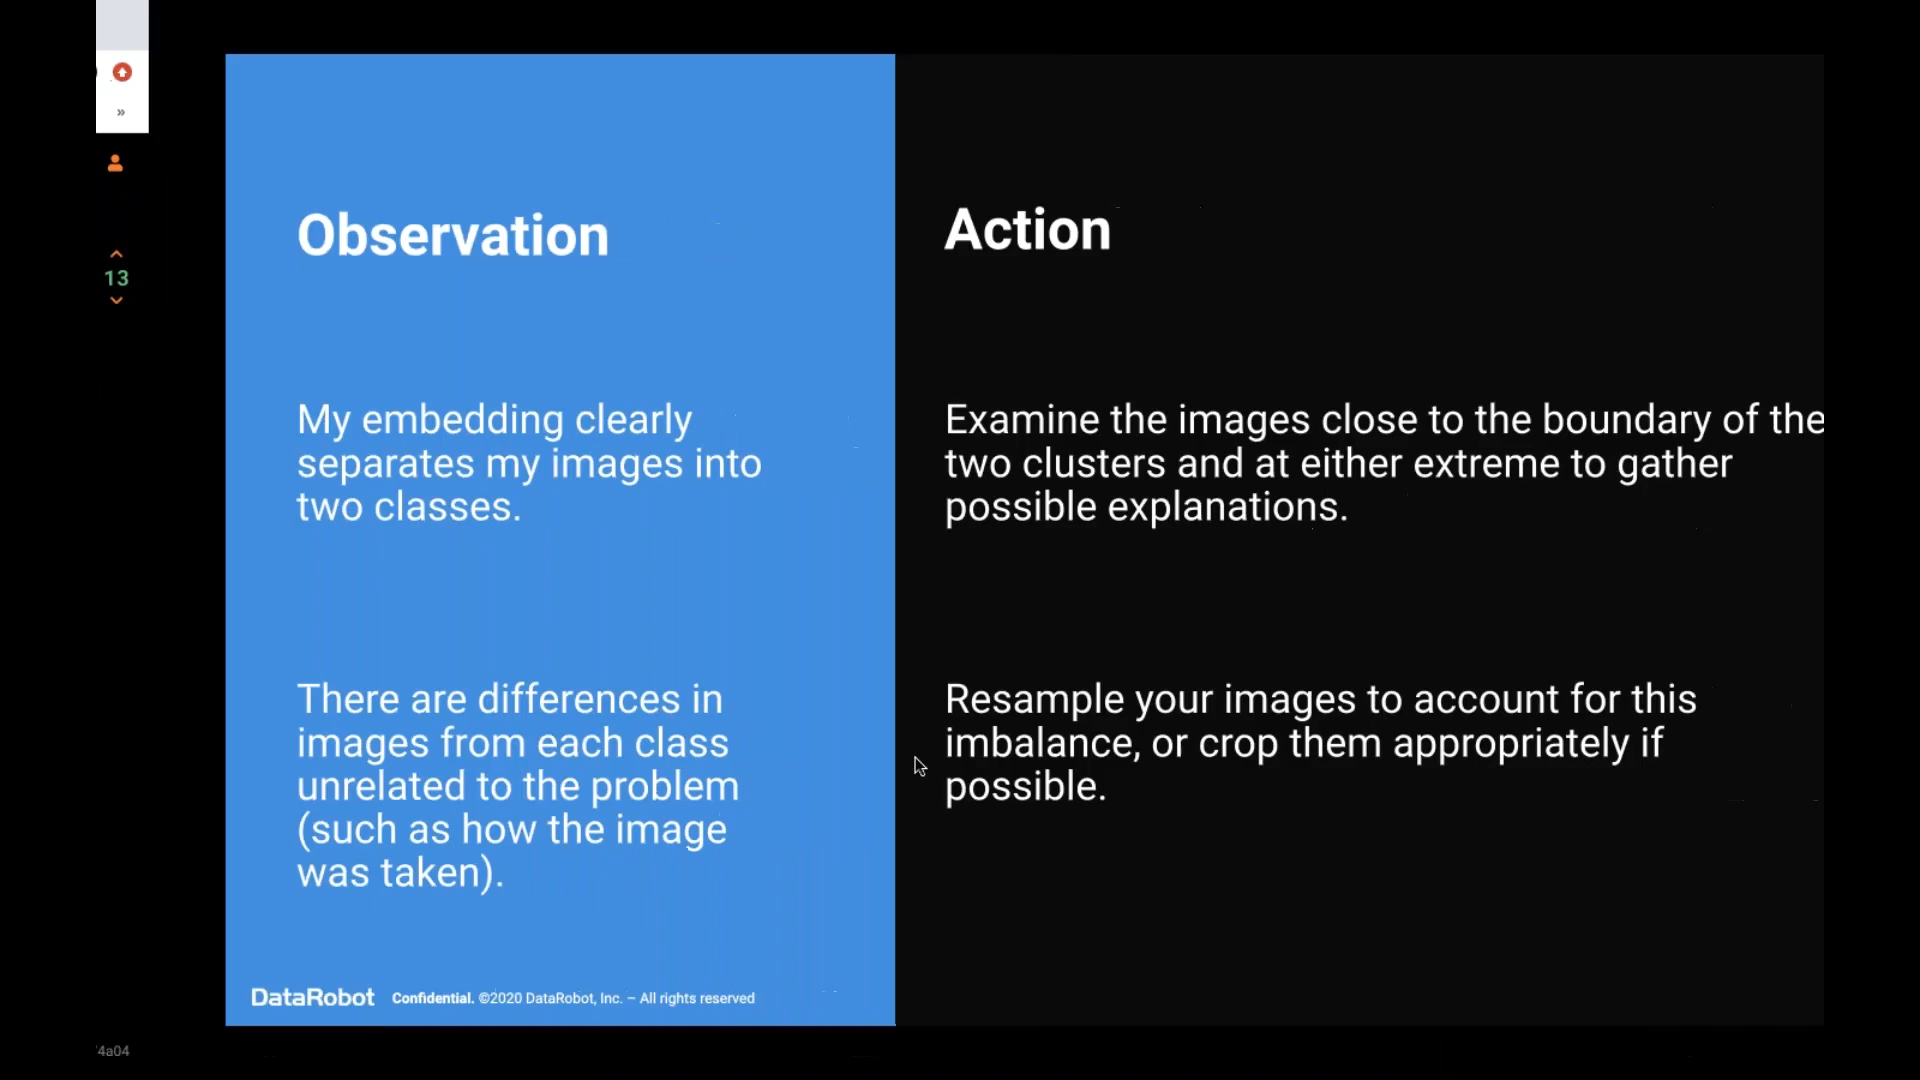 »
13
Observation
Action
My embedding clearly
separates my images into
two classes.
Examine the images close to the boundary of the
two clusters and at either extreme to gather
possible explanations.
There are differences in
images from each class
unrelated to the problem
(such as how the image
was taken).
Resample your images to account for this
imbalance, or crop them appropriately if
possible.
DataRobot Confidential. ©2020 DataRobot, Inc. – All rights reserved
4a04